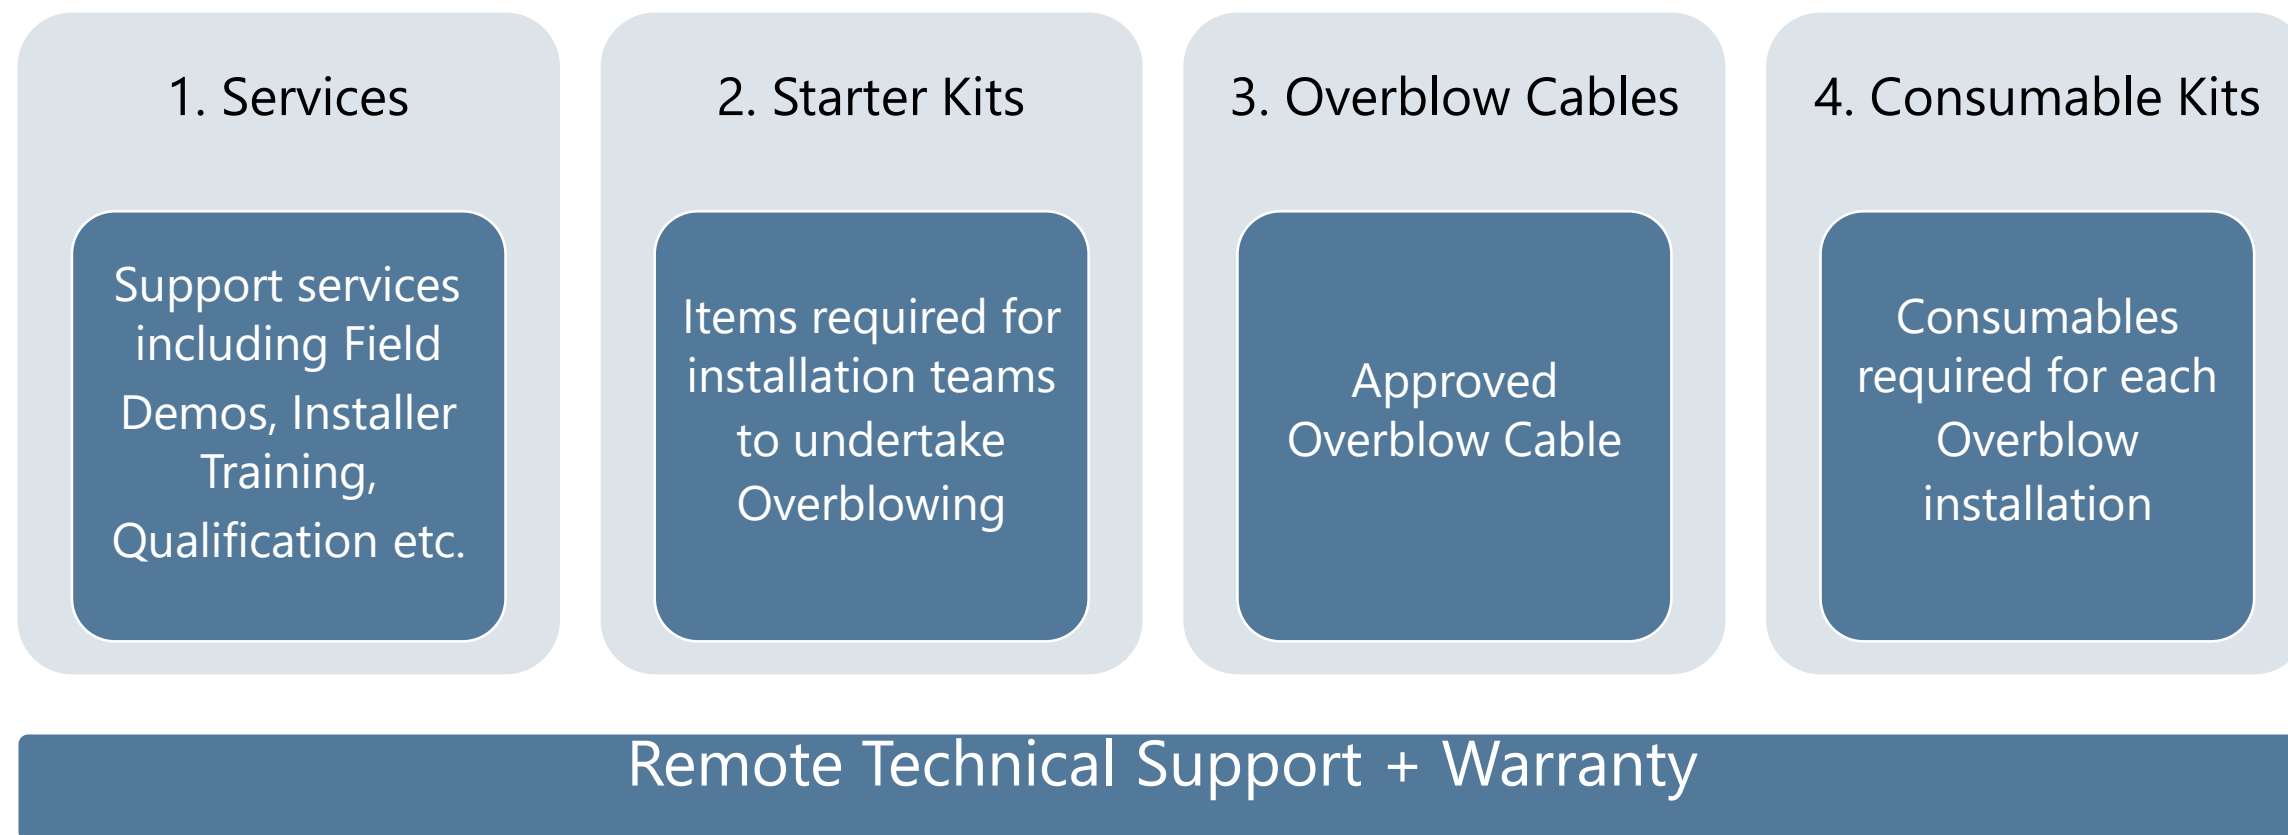 1. Services
Support services
including Field
Demos, Installer
Training,
Qualification etc.
2. Starter Kits
Items required for
installation teams
to undertake
Overblowing
3. Overblow Cables
Approved
Overblow Cable
4. Consumable Kits
Consumables
required for each
Overblow
installation
Remote Technical Support + Warranty